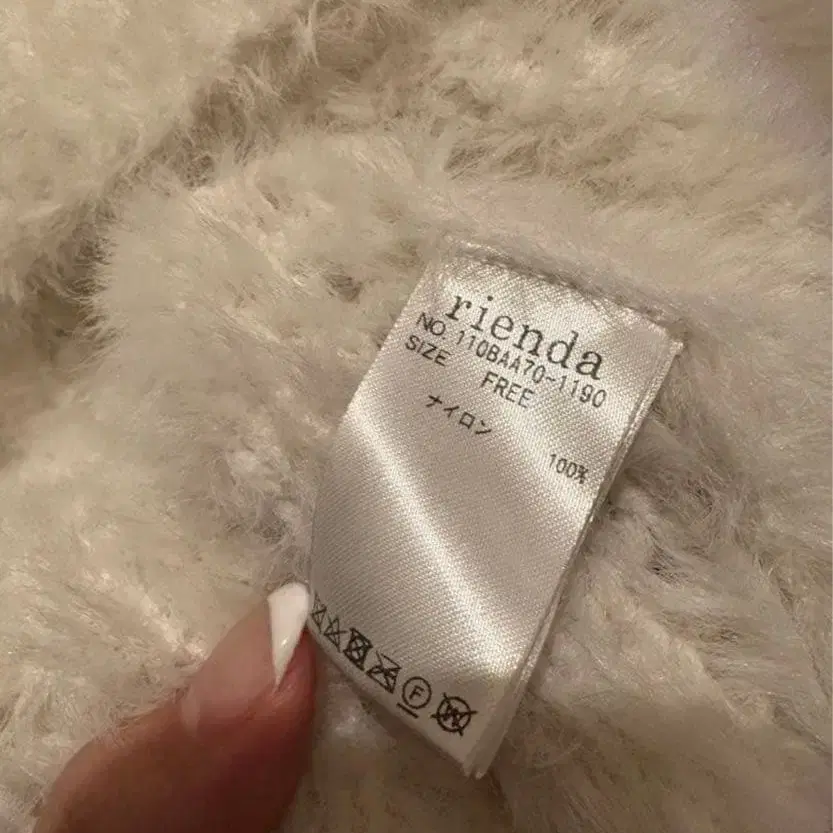 rienda
NO.110BAA70-1190
SIZE FREE
ナイロン 100%
F
W